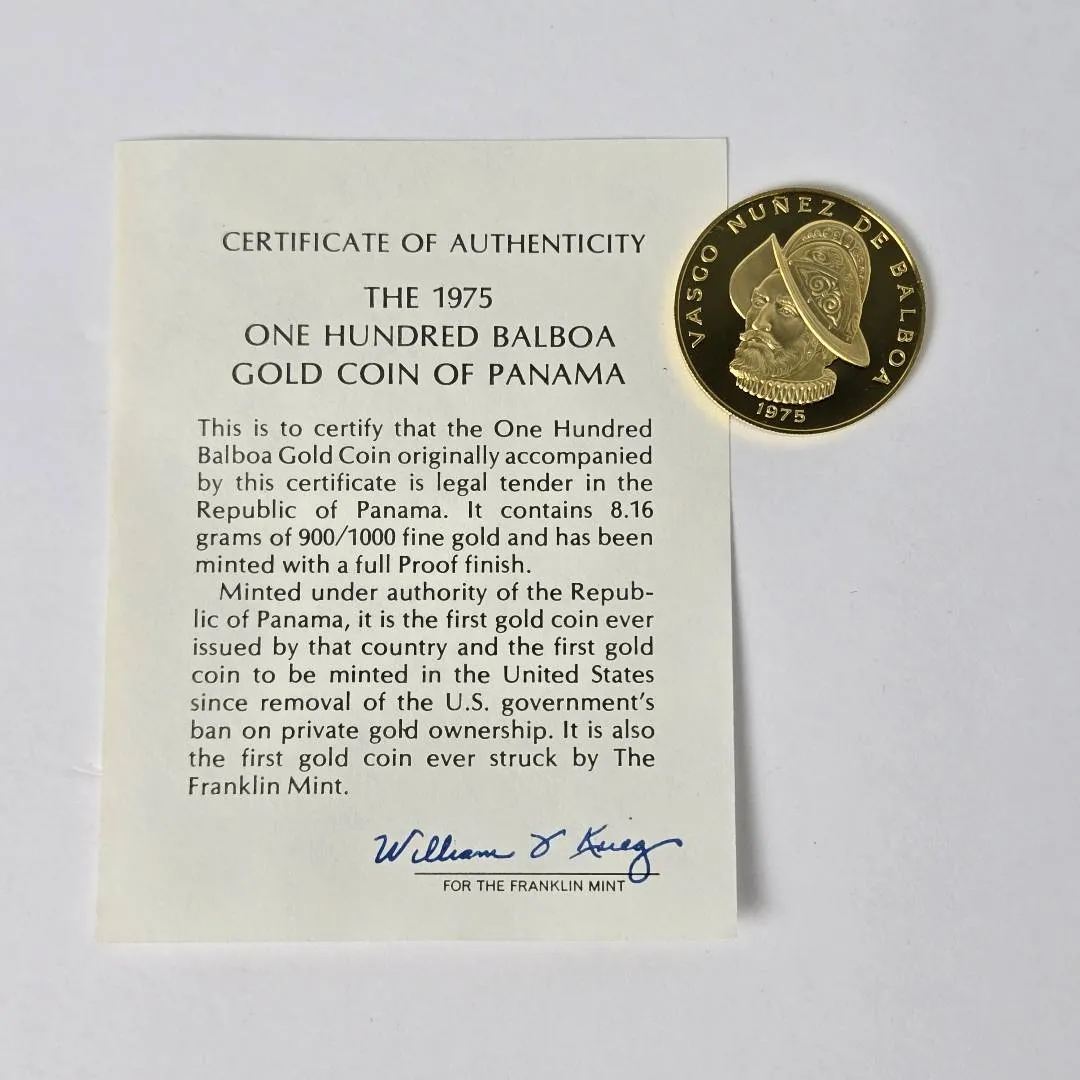 CERTIFICATE OF AUTHENTICITY
THE 1975
ONE HUNDRED BALBOA
GOLD COIN OF PANAMA
This is to certify that the One Hundred
Balboa Gold Coin originally accompanied
by this certificate is legal tender in the
Republic of Panama. It contains 8.16
grams of 900/1000 fine gold and has been
minted with a full Proof finish.
Minted under authority of the Repub-
lic of Panama, it is the first gold coin ever
issued by that country and the first gold
coin to be minted in the United States
since removal of the U.S. government's
ban on private gold ownership. It is also
the first gold coin ever struck by The
Franklin Mint.
William F Krieg
FOR THE FRANKLIN MINT
VASCO NUÑEZ DE BALBOA
1975